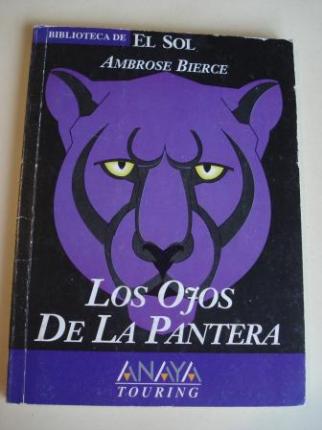 BIBLIOTECA DE EL SOL
AMBROSE BIERCE
LOS OJOS
DE LA PANTERA
ANAYA
TOURING